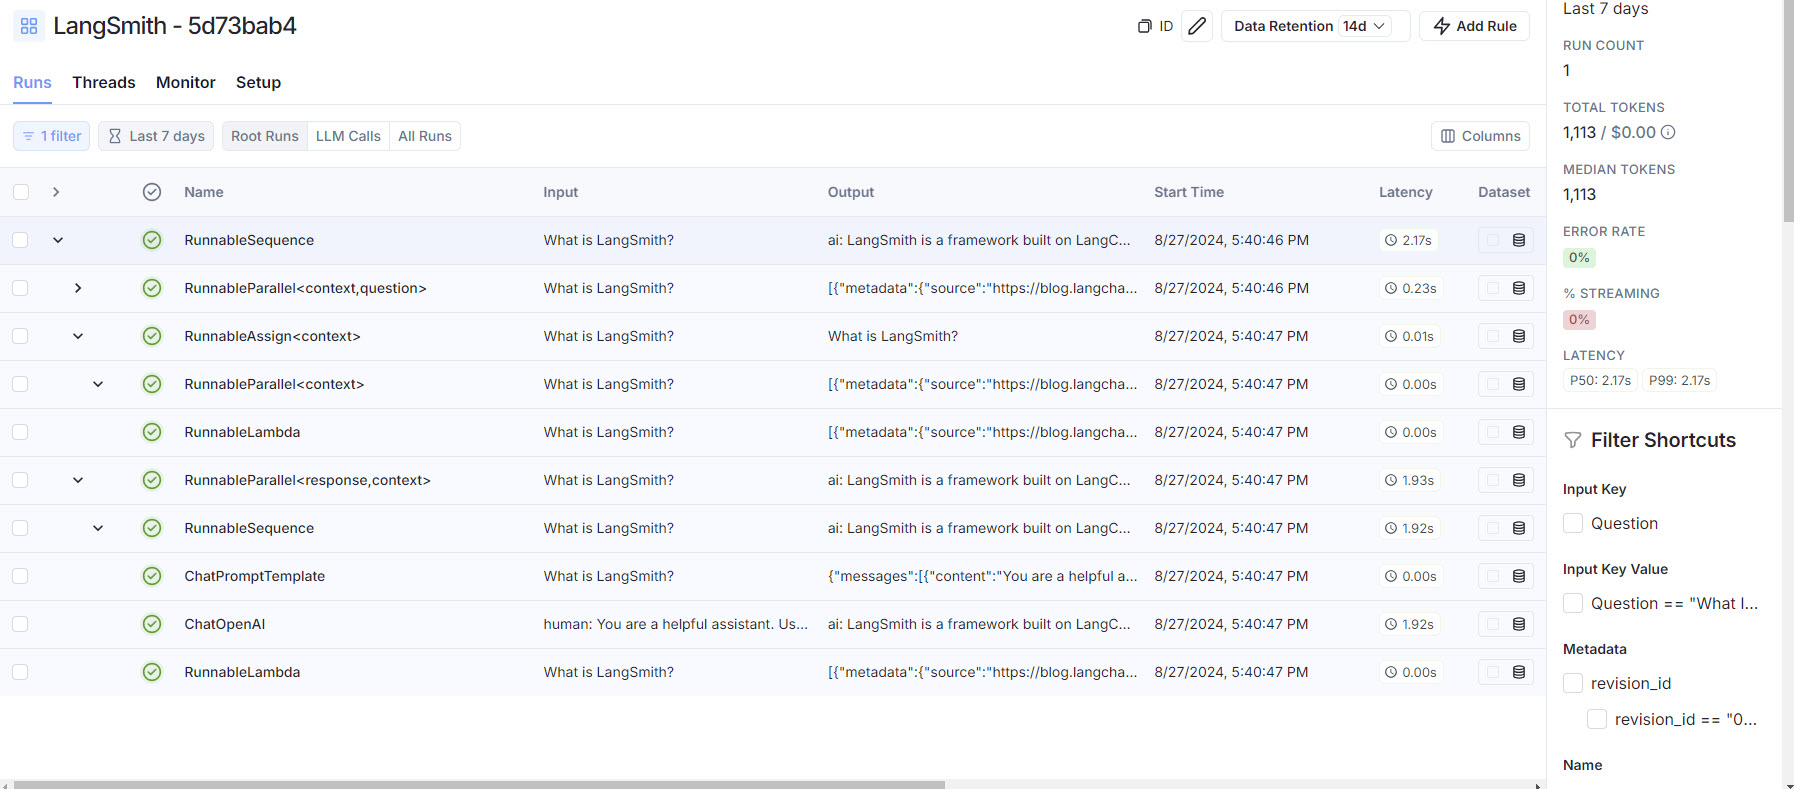 LangSmith - 5d73bab4
ID
Data Retention 14d
Add Rule
Runs Threads Monitor Setup
1 filter Last 7 days Root Runs LLM Calls All Runs Columns
Name Input Output Start Time Latency Dataset
RunnableSequence What is LangSmith? ai: LangSmith is a framework built on LangC... 8/27/2024, 5:40:46 PM 2.17s
RunnableParallel<context,question> What is LangSmith? [{"metadata":{"source":"https://blog.langcha... 8/27/2024, 5:40:46 PM 0.23s
RunnableAssign<context> What is LangSmith? What is LangSmith? 8/27/2024, 5:40:47 PM 0.01s
RunnableParallel<context> What is LangSmith? [{"metadata":{"source":"https://blog.langcha... 8/27/2024, 5:40:47 PM 0.00s
RunnableLambda What is LangSmith? [{"metadata":{"source":"https://blog.langcha... 8/27/2024, 5:40:47 PM 0.00s
RunnableParallel<response,context> What is LangSmith? ai: LangSmith is a framework built on LangC... 8/27/2024, 5:40:47 PM 1.93s
RunnableSequence What is LangSmith? ai: LangSmith is a framework built on LangC... 8/27/2024, 5:40:47 PM 1.92s
ChatPromptTemplate What is LangSmith? {"messages":[{"content":"You are a helpful a... 8/27/2024, 5:40:47 PM 0.00s
ChatOpenAI human: You are a helpful assistant. Us... ai: LangSmith is a framework built on LangC... 8/27/2024, 5:40:47 PM 1.92s
RunnableLambda What is LangSmith? [{"metadata":{"source":"https://blog.langcha... 8/27/2024, 5:40:47 PM 0.00s
Last 7 days
RUN COUNT
1
TOTAL TOKENS
1,113 / $0.00
MEDIAN TOKENS
1,113
ERROR RATE
0%
% STREAMING
0%
LATENCY
P50: 2.17s P99: 2.17s
Filter Shortcuts
Input Key
Question
Input Key Value
Question == "What I...
Metadata
revision_id
revision_id == "0...
Name